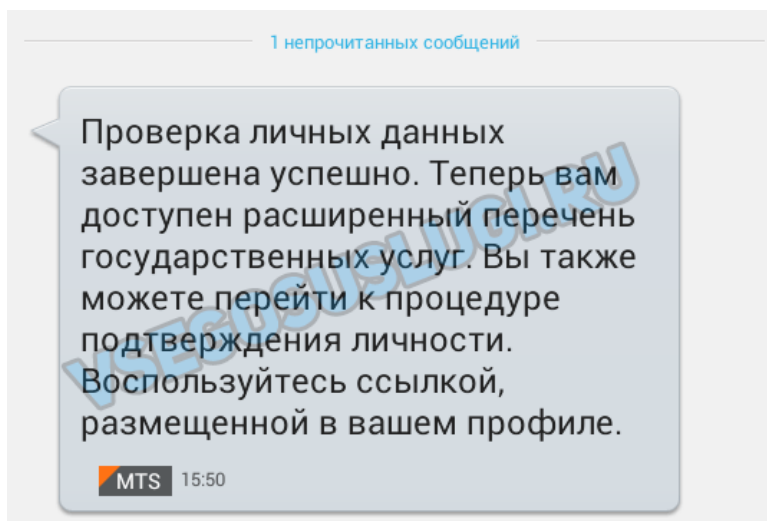 1 непрочитанных сообщений
Проверка личных данных
завершена успешно. Теперь вам
доступен расширенный перечень
государственных услуг. Вы также
можете перейти к процедуре
подтверждения личности.
Воспользуйтесь ссылкой,
размещенной в вашем профиле.
MTS 15:50
VSEGOSUSLUGI.RU